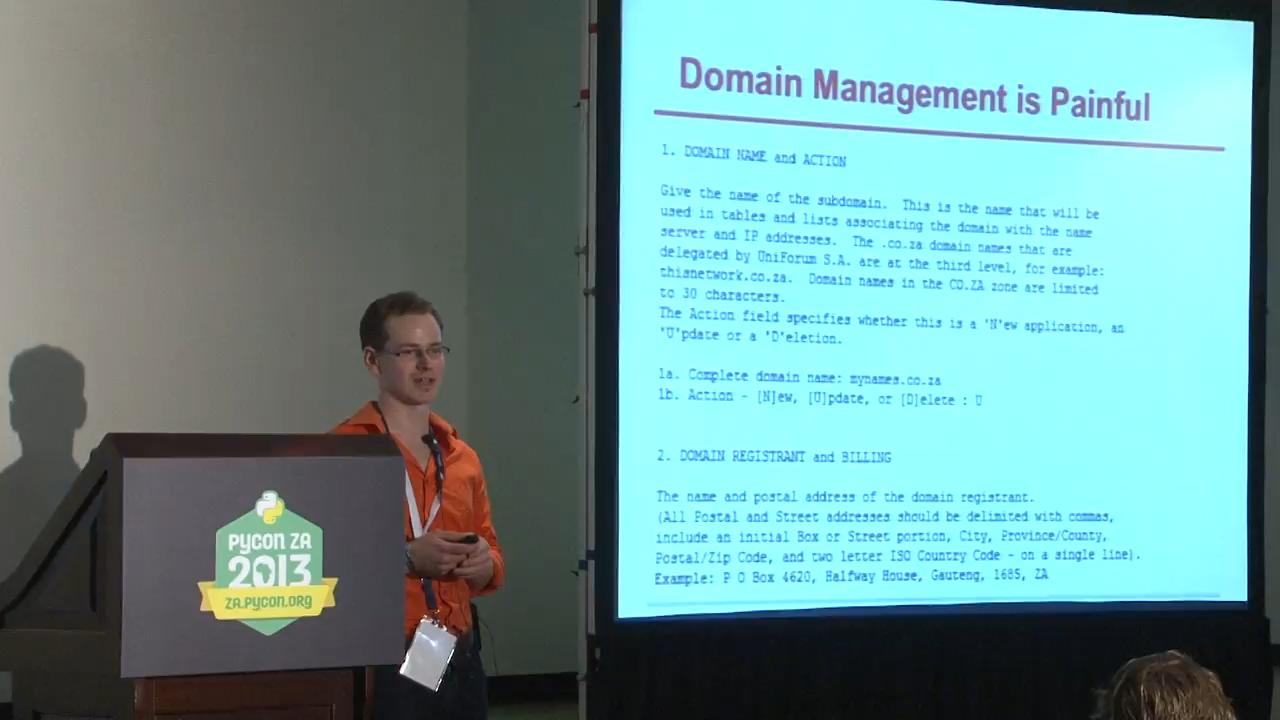 Domain Management is Painful
1. DOMAIN NAME and ACTION
Give the name of the subdomain. This is the name that will be
used in tables and lists associating the domain with the name
server and IP addresses. The .co.za domain names that are
delegated by UniForum S.A. are at the third level, for example:
thisnetwork.co.za. Domain names in the CO.ZA zone are limited
to 30 characters.
The Action field specifies whether this is a 'N'ew application, an
'U'pdate or a 'D'eletion.
1a. Complete domain name: mynames.co.za
1b. Action - [N]ew, [U]pdate, or [D]elete : U
2. DOMAIN REGISTRANT and BILLING
The name and postal address of the domain registrant.
(All Postal and Street addresses should be delimited with commas,
include an initial Box or Street portion, City, Province/County,
Postal/Zip Code, and two letter ISO Country Code - on a single line).
Example: P O Box 4620, Halfway House, Gauteng, 1685, ZA
PYCON ZA
2013
ZA.PYCON.ORG